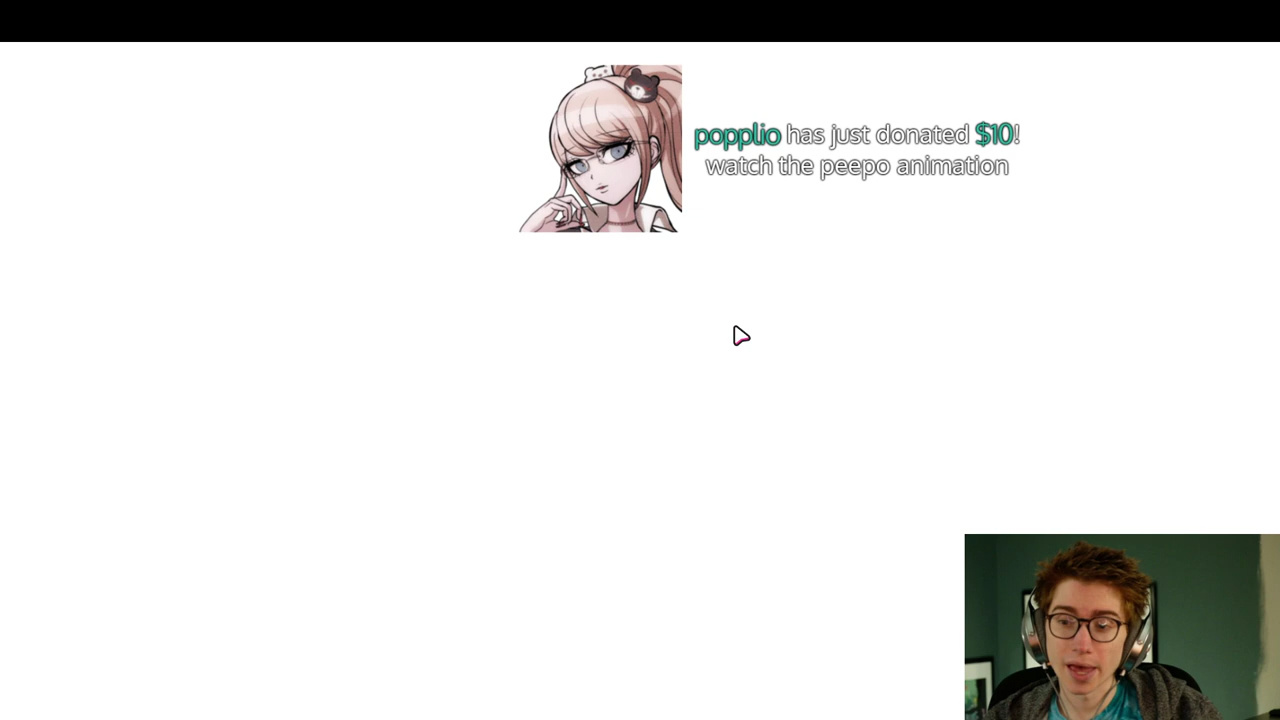 popplio has just donated $10!
watch the peepo animation